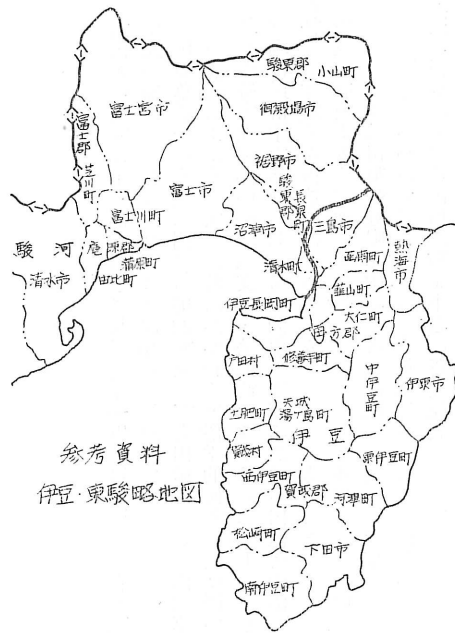 駿東郡
小山町
富士宮市
御殿場市
富士郡
芝川町
裾野市
富士市
駿東郡
長泉町
富士川町
沼津市
三島市
駿河
庵原郡
蒲原町
清水町
函南町
熱海市
清水市
由比町
韮山町
伊豆長岡町
大仁町
田方郡
戸田村
修善寺町
中伊豆町
伊東市
土肥町
天城
湯ヶ島町
伊豆
賀茂村
東伊豆町
西伊豆町
賀茂郡
河津町
松崎町
下田市
南伊豆町
参考資料
伊豆・東駿略地図